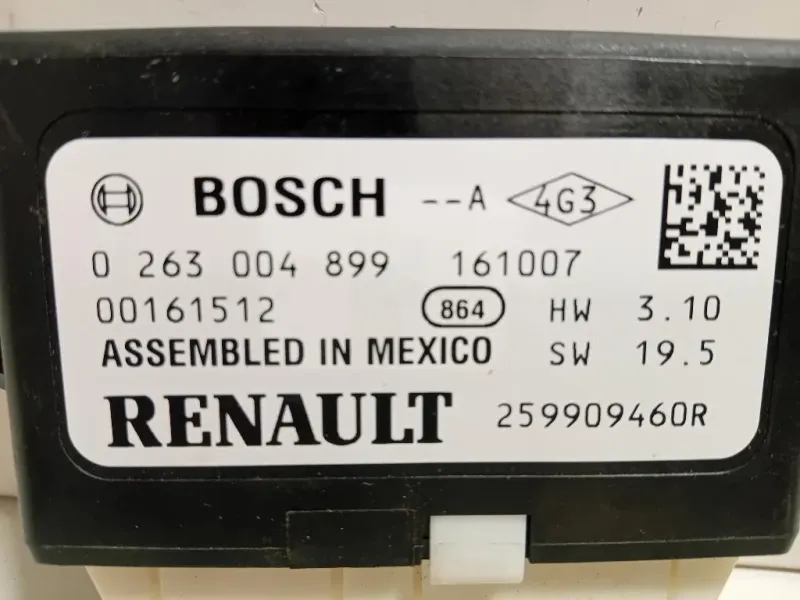 BOSCH --A 4G3
0 263 004 899 161007
00161512 864 HW 3.10
ASSEMBLED IN MEXICO SW 19.5
RENAULT 259909460R